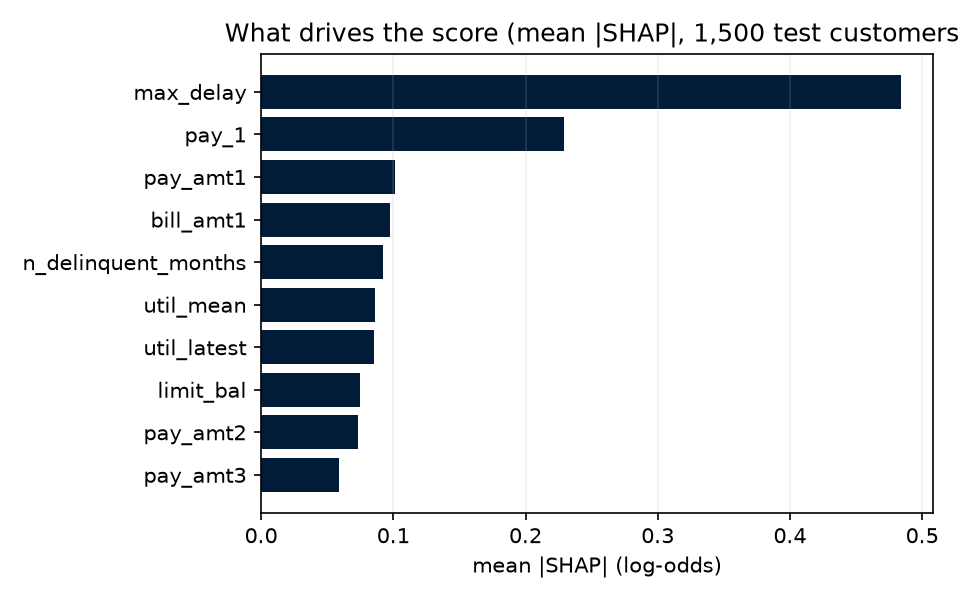 What drives the score (mean |SHAP|, 1,500 test customers
max_delay
pay_1
pay_amt1
bill_amt1
n_delinquent_months
util_mean
util_latest
limit_bal
pay_amt2
pay_amt3
0.0 0.1 0.2 0.3 0.4 0.5
mean |SHAP| (log-odds)